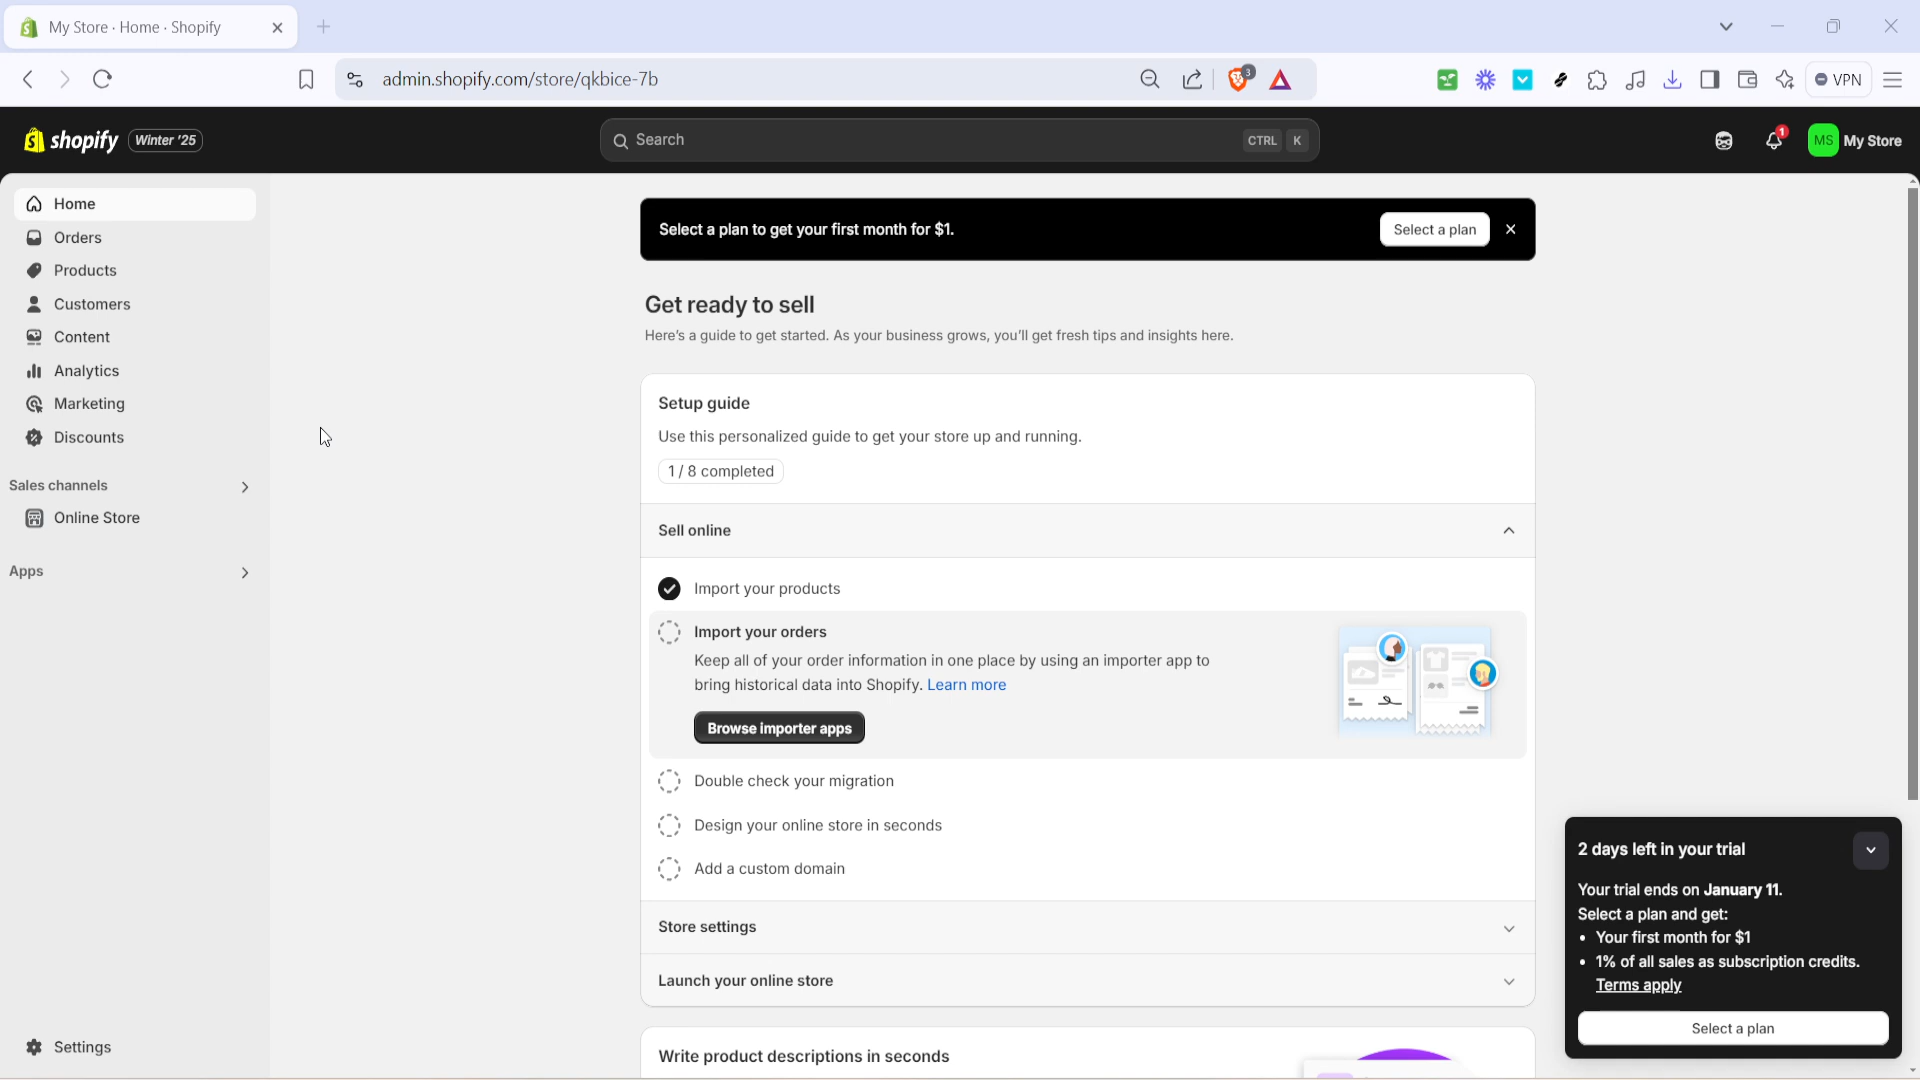 My Store · Home · Shopify
admin.shopify.com/store/qkbice-7b
3
VPN
shopify
Winter '25
Search
CTRL K
1
MS
My Store
Home
Orders
Products
Customers
Content
Analytics
Marketing
Discounts
Sales channels
Online Store
Apps
Settings
Select a plan to get your first month for $1.
Select a plan
Get ready to sell
Here's a guide to get started. As your business grows, you'll get fresh tips and insights here.
Setup guide
Use this personalized guide to get your store up and running.
1 / 8 completed
Sell online
Import your products
Import your orders
Keep all of your order information in one place by using an importer app to
bring historical data into Shopify. Learn more
Browse importer apps
Double check your migration
Design your online store in seconds
Add a custom domain
Store settings
Launch your online store
Write product descriptions in seconds
2 days left in your trial
Your trial ends on January 11.
Select a plan and get:
• Your first month for $1
• 1% of all sales as subscription credits.
Terms apply
Select a plan